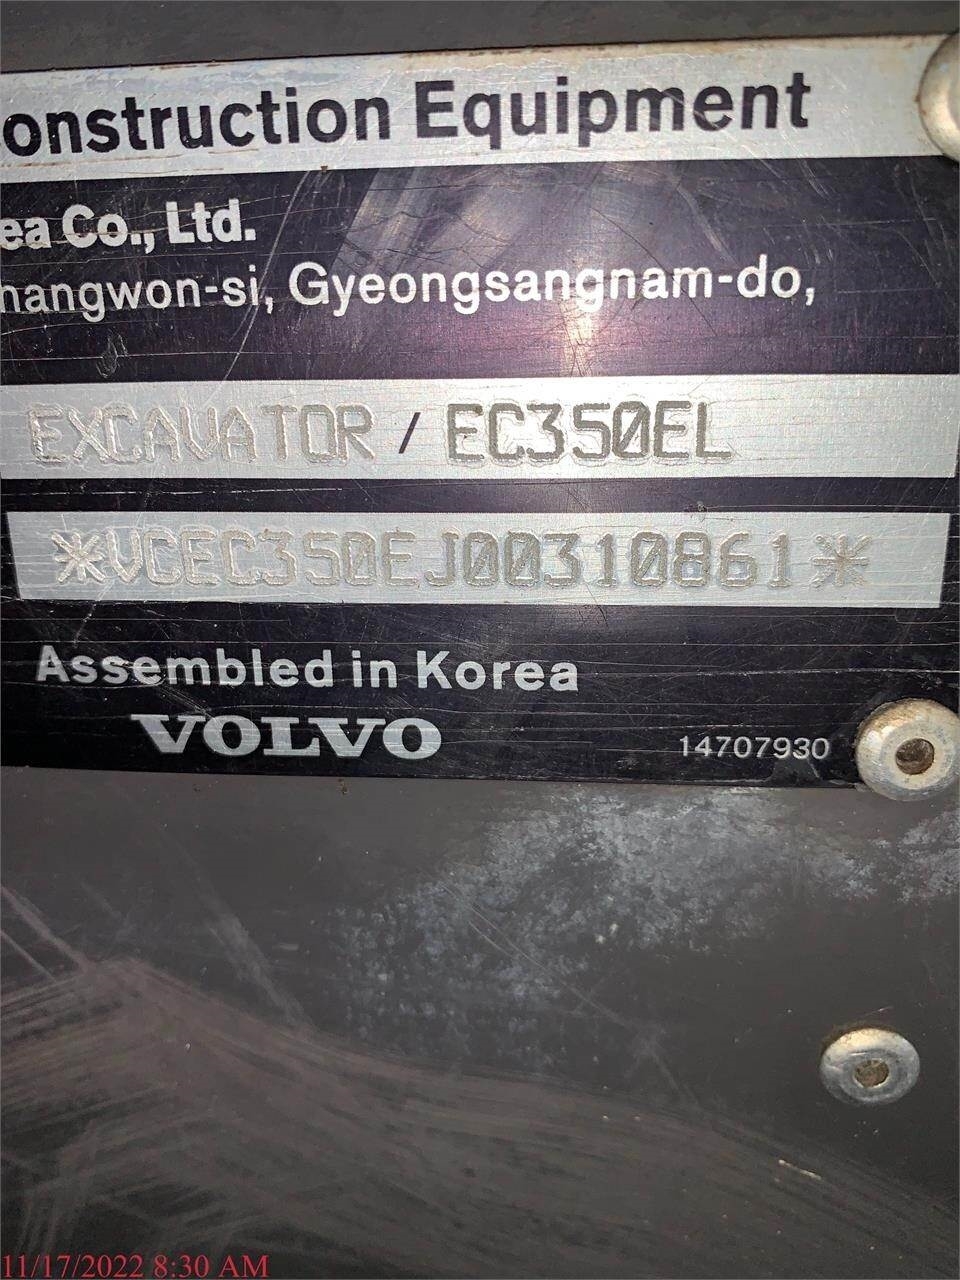 onstruction Equipment
ea Co., Ltd.
hangwon-si, Gyeongsangnam-do,
EXCAVATOR / EC350EL
*VCEC350EJ00310861*
Assembled in Korea
VOLVO
14707930
11/17/2022 8:30 AM